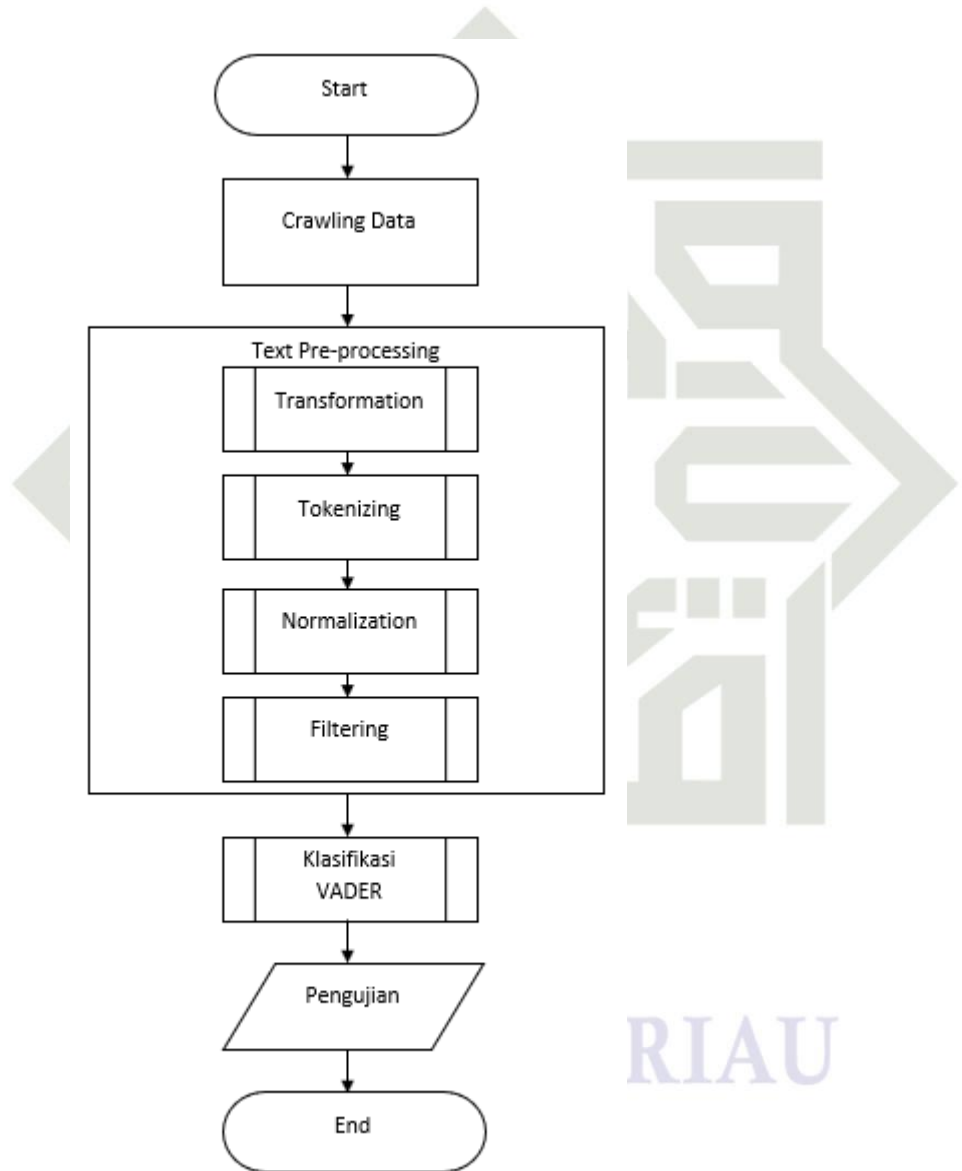 Start
Crawling Data
Text Pre-processing
Transformation
Tokenizing
Normalization
Filtering
Klasifikasi
VADER
Pengujian
RIAU
End